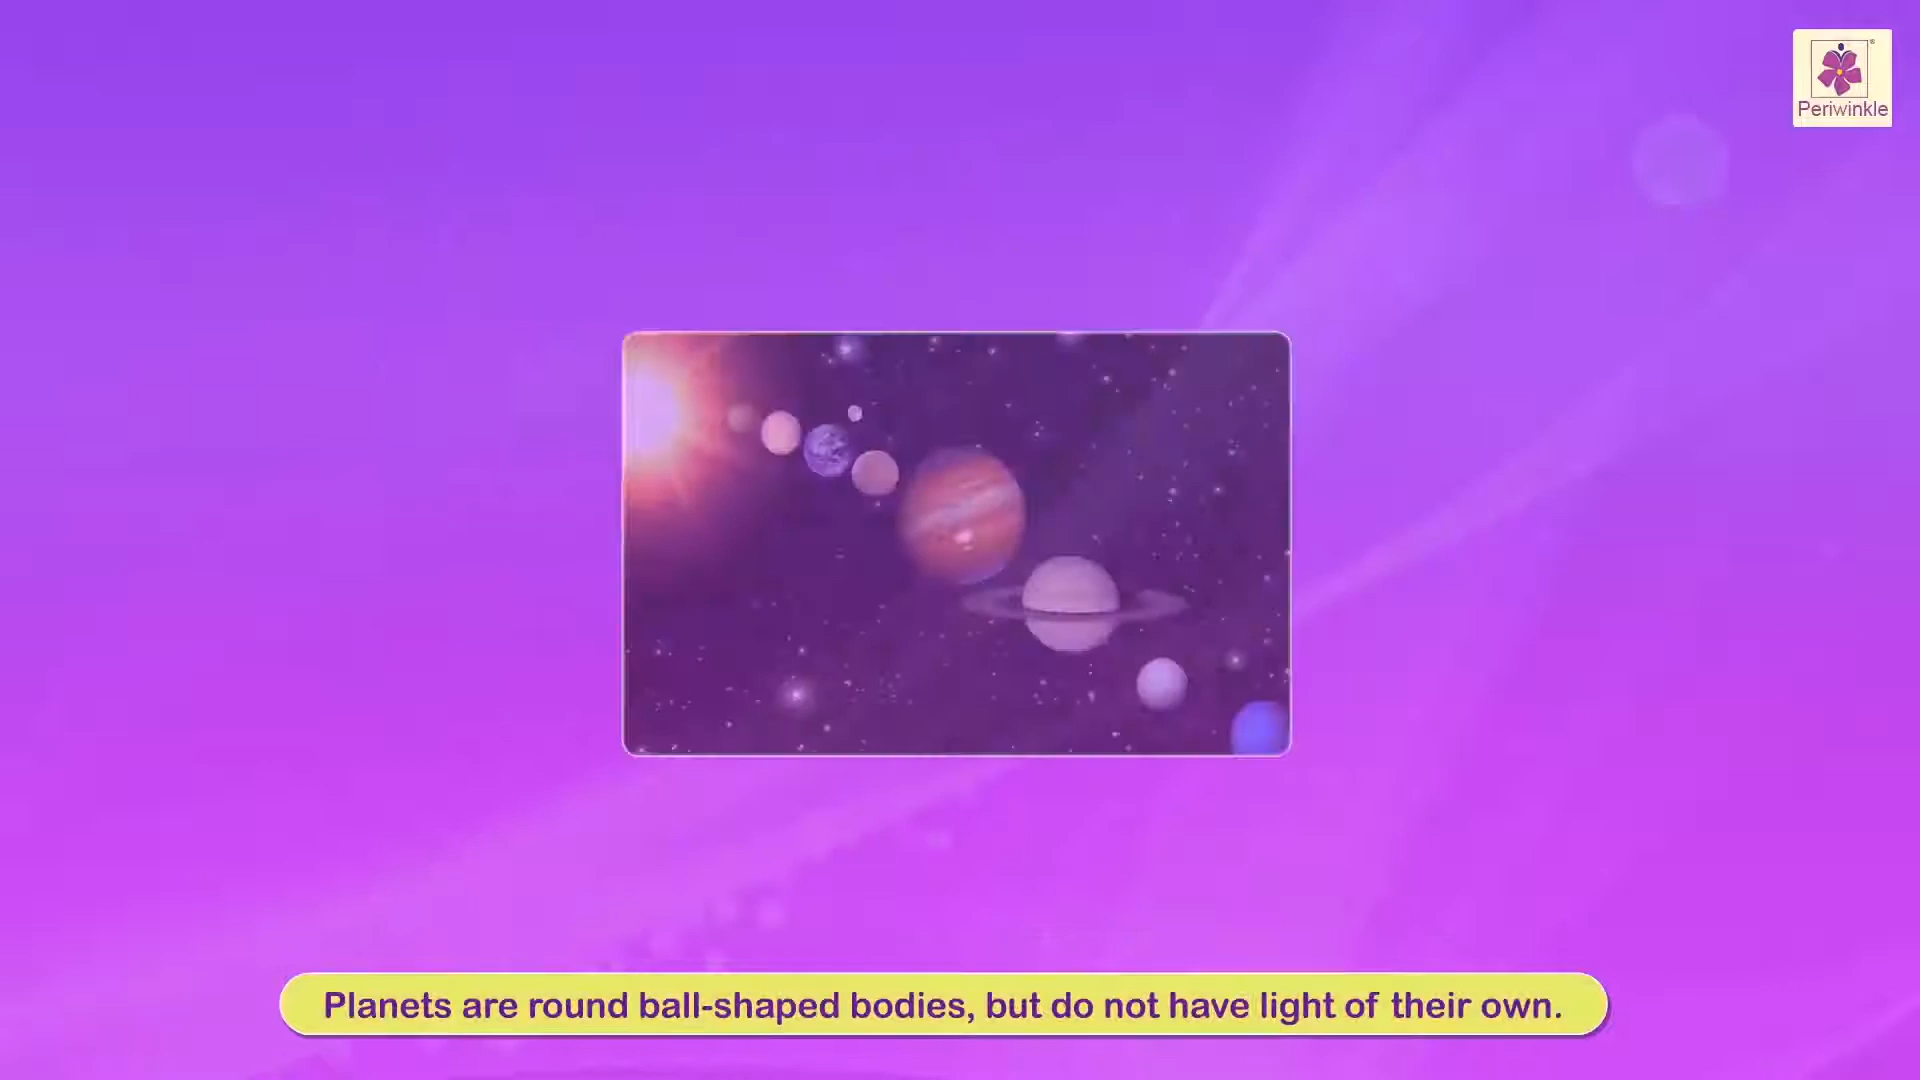 Periwinkle
Planets are round ball-shaped bodies, but do not have light of their own.